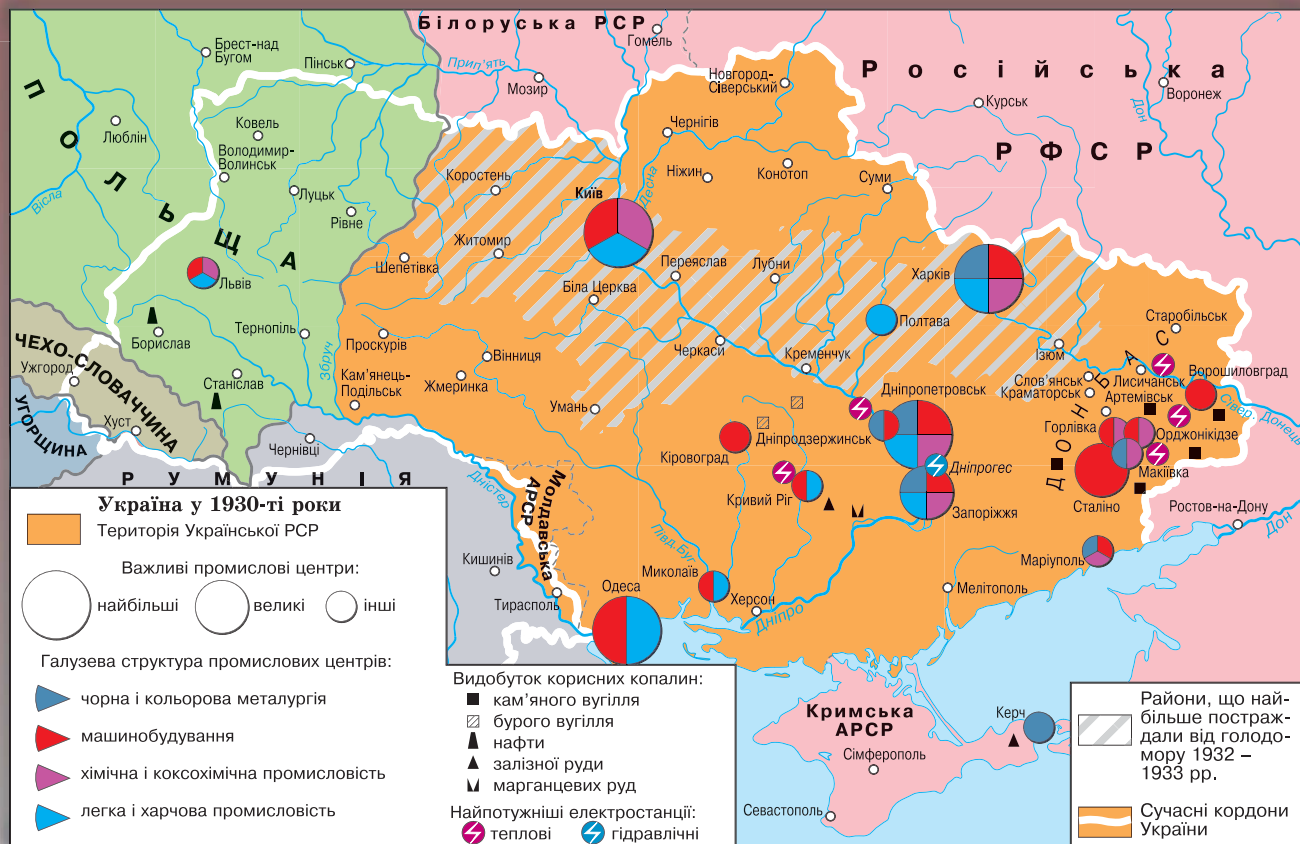 Білоруська РСР
Гомель
Брест-над
Бугом
Пінськ
Прип'ять
Мозир
Новгород-
Сіверський
Російська
РФСР
Курськ
Воронеж
Дон
ПОЛЬЩА
Люблін
Ковель
Володимир-
Волинськ
Луцьк
Рівне
Вісла
Чернігів
Ніжин
Конотоп
Суми
Десна
Коростень
Київ
Житомир
Шепетівка
Переяслав
Лубни
Харків
Біла Церква
Львів
Борислав
Тернопіль
Збруч
Проскурів
Вінниця
Черкаси
Полтава
Кременчук
Ізюм
Старобільськ
ДОНБАС
ЧЕХО-СЛОВАЧЧИНА
Ужгород
Хуст
УГОРЩИНА
Станіслав
Кам'янець-
Подільськ
Жмеринка
Умань
Дніпропетровськ
Слов'янськ
Краматорськ
Лисичанськ
Артемівськ
Ворошиловград
Сівер. Донець
Чернівці
Кіровоград
Дніпродзержинськ
Горлівка
Орджонікідзе
Дніпрогес
Макіївка
РУМУНІЯ
Дністер
Молдавська
АРСР
Кривий Ріг
Запоріжжя
Сталіно
Ростов-на-Дону
Дон
Півд.Буг
Кишинів
Тирасполь
Одеса
Миколаїв
Херсон
Дніпро
Мелітополь
Маріуполь
Кримська
АРСР
Керч
Сімферополь
Севастополь
Україна у 1930-ті роки
Територія Української РСР
Важливі промислові центри:
найбільші великі інші
Галузева структура промислових центрів:
чорна і кольорова металургія
машинобудування
хімічна і коксохімічна промисловість
легка і харчова промисловість
Видобуток корисних копалин:
кам'яного вугілля
бурого вугілля
нафти
залізної руди
марганцевих руд
Найпотужніші електростанції:
теплові гідравлічні
Райони, що най-
більше постраж-
дали від голодо-
мору 1932 –
1933 рр.
Сучасні кордони
України